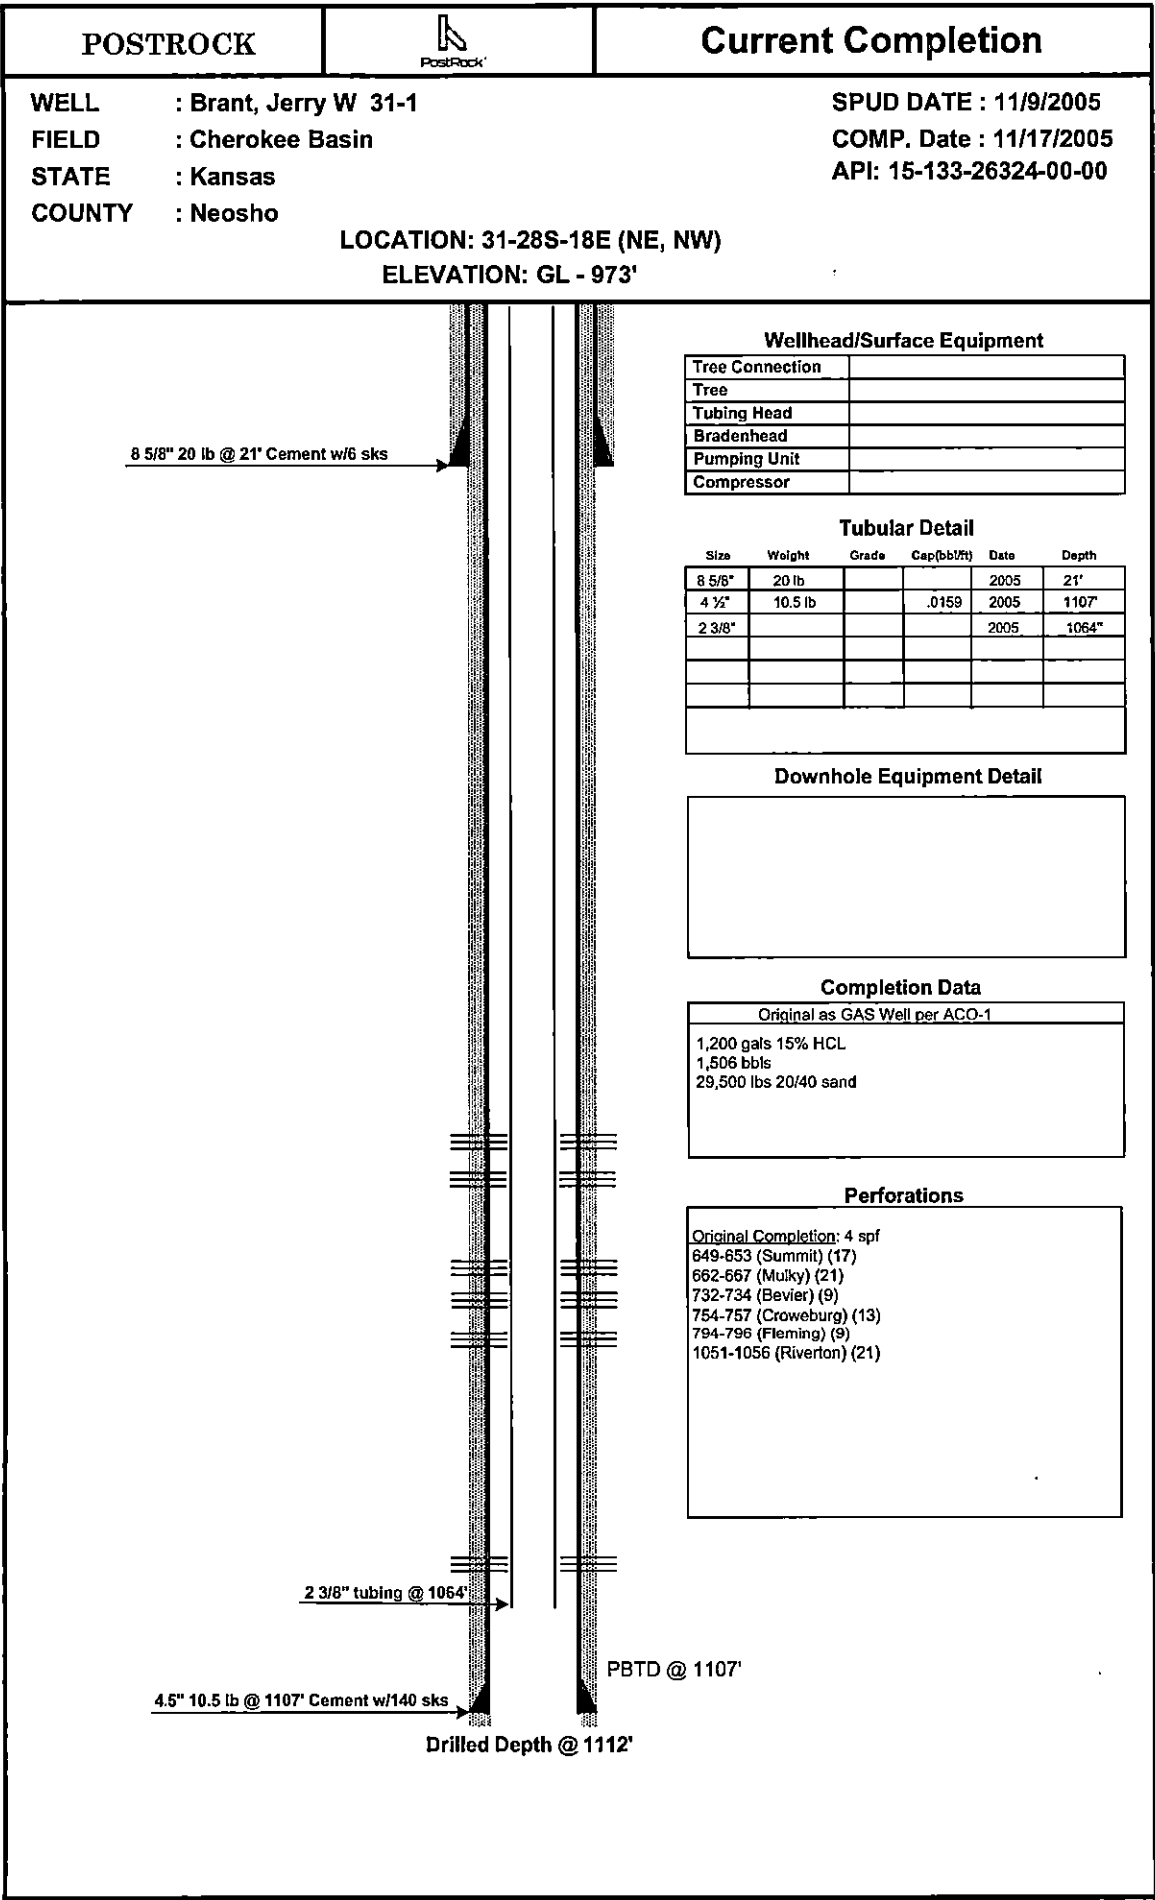 POSTROCK
PostRock
Current Completion
WELL : Brant, Jerry W 31-1
FIELD : Cherokee Basin
STATE : Kansas
COUNTY : Neosho
SPUD DATE : 11/9/2005
COMP. Date : 11/17/2005
API: 15-133-26324-00-00
LOCATION: 31-28S-18E (NE, NW)
ELEVATION: GL - 973'
8 5/8" 20 lb @ 21' Cement w/6 sks
Wellhead/Surface Equipment
Tree Connection
Tree
Tubing Head
Bradenhead
Pumping Unit
Compressor
Tubular Detail
Size Weight Grade Cap(bbl/ft) Date Depth
8 5/8" 20 lb 2005 21'
4 ½" 10.5 lb .0159 2005 1107'
2 3/8" 2005 1064"
Downhole Equipment Detail
Completion Data
Original as GAS Well per ACO-1
1,200 gals 15% HCL
1,506 bbls
29,500 lbs 20/40 sand
Perforations
Original Completion: 4 spf
649-653 (Summit) (17)
662-667 (Mulky) (21)
732-734 (Bevier) (9)
754-757 (Croweburg) (13)
794-796 (Fleming) (9)
1051-1056 (Riverton) (21)
2 3/8" tubing @ 1064'
PBTD @ 1107'
4.5" 10.5 lb @ 1107' Cement w/140 sks
Drilled Depth @ 1112'